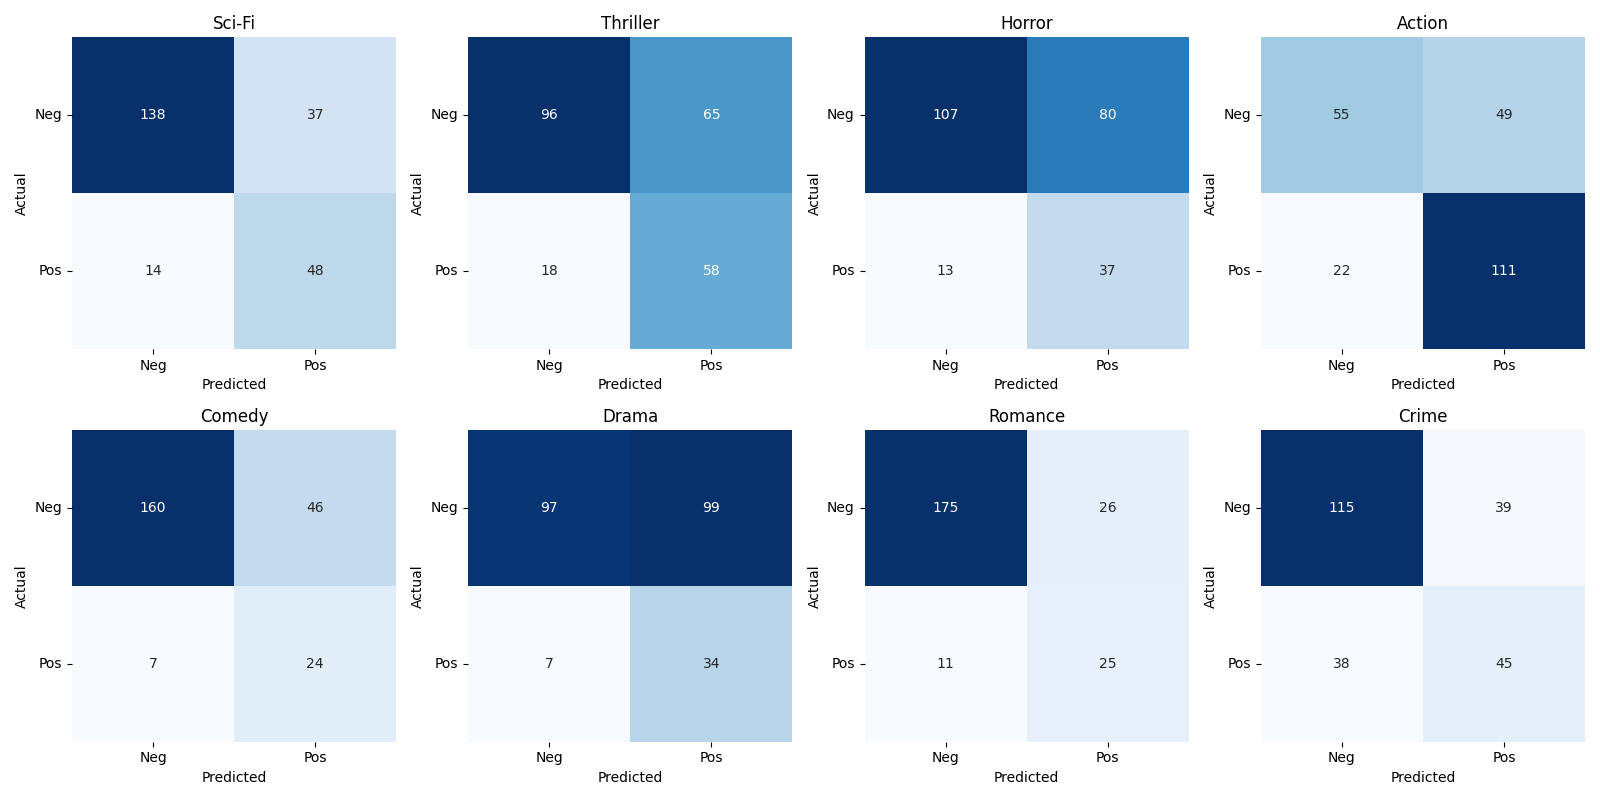 Sci-Fi
Neg 138 37
Actual
Pos 14 48
Neg Pos
Predicted
Thriller
Neg 96 65
Actual
Pos 18 58
Neg Pos
Predicted
Horror
Neg 107 80
Actual
Pos 13 37
Neg Pos
Predicted
Action
Neg 55 49
Actual
Pos 22 111
Neg Pos
Predicted
Comedy
Neg 160 46
Actual
Pos 7 24
Neg Pos
Predicted
Drama
Neg 97 99
Actual
Pos 7 34
Neg Pos
Predicted
Romance
Neg 175 26
Actual
Pos 11 25
Neg Pos
Predicted
Crime
Neg 115 39
Actual
Pos 38 45
Neg Pos
Predicted